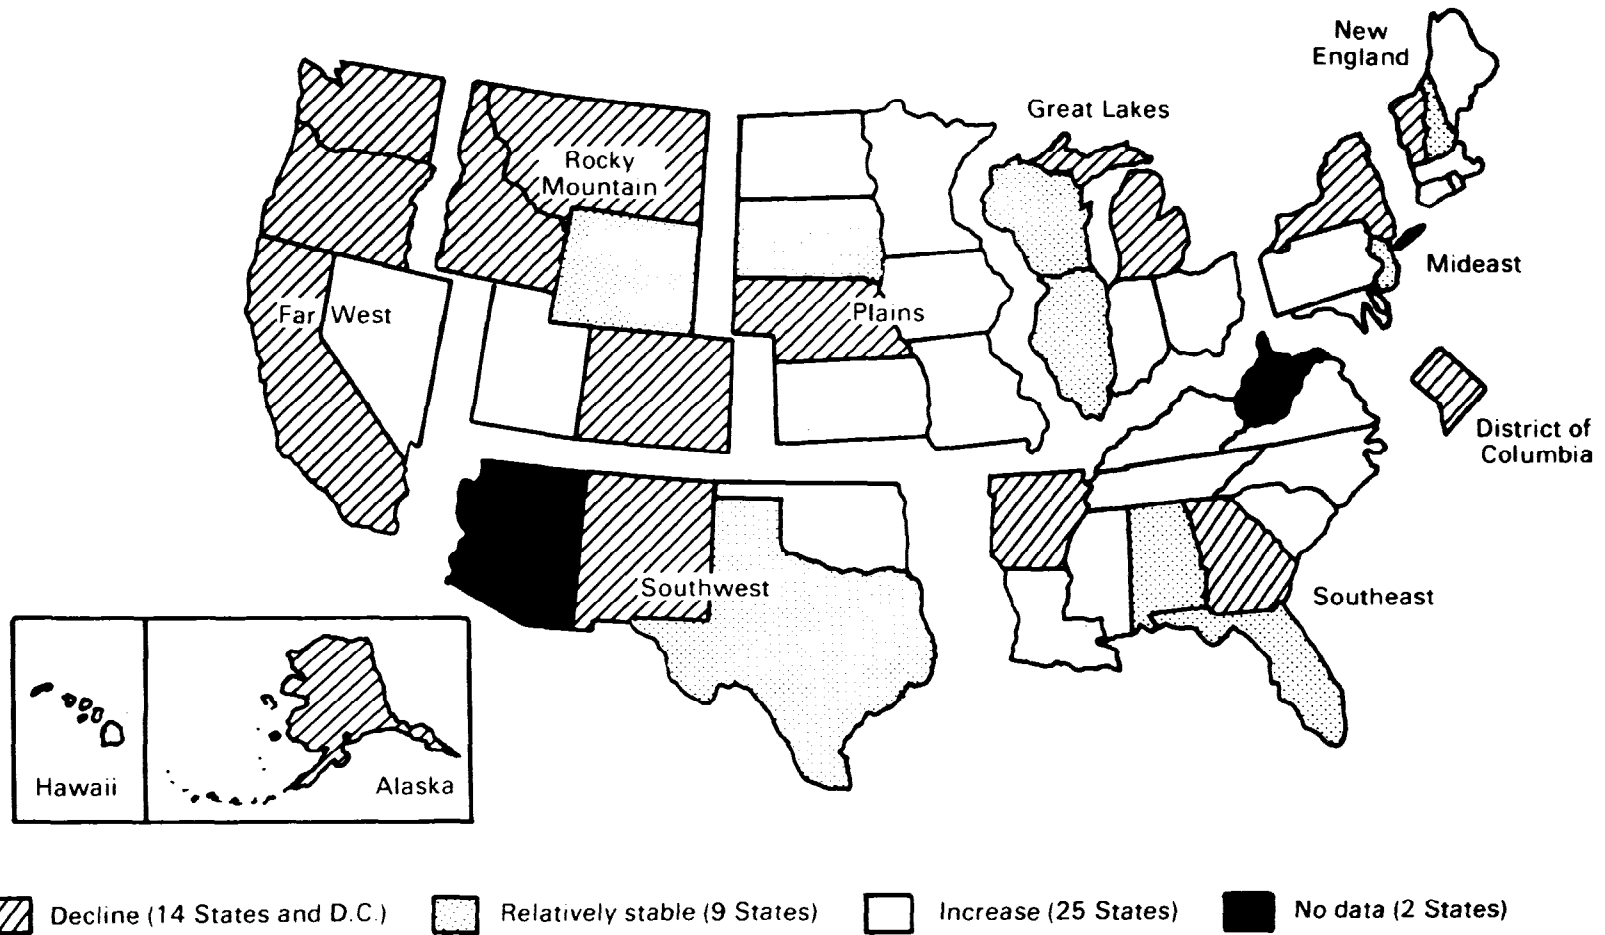 New
England
Great Lakes
Rocky
Mountain
Mideast
Far West
Plains
District of
Columbia
Southwest
Southeast
Hawaii
Alaska
Decline (14 States and D.C.)
Relatively stable (9 States)
Increase (25 States)
No data (2 States)